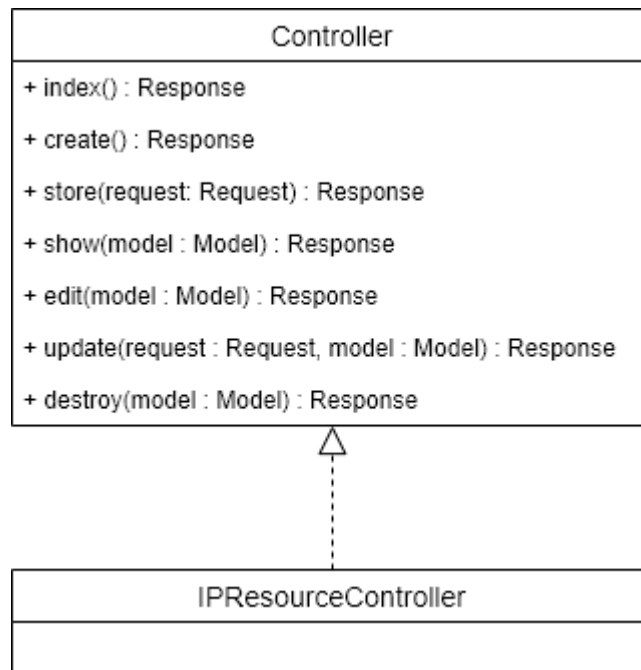 Controller
+ index() : Response
+ create() : Response
+ store(request: Request) : Response
+ show(model : Model) : Response
+ edit(model : Model) : Response
+ update(request : Request, model : Model) : Response
+ destroy(model : Model) : Response
IPResourceController